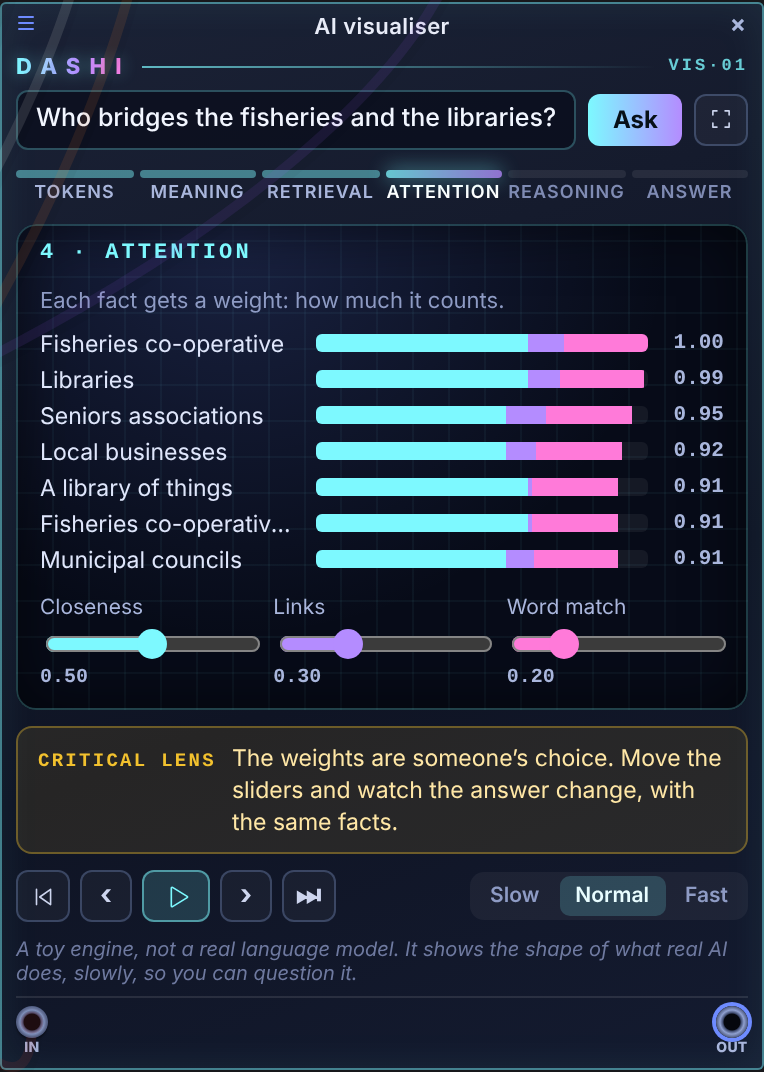 AI visualiser
×
DASHI
VIS·01
Who bridges the fisheries and the libraries?
Ask
TOKENS
MEANING
RETRIEVAL
ATTENTION
REASONING
ANSWER
4 · ATTENTION
Each fact gets a weight: how much it counts.
Fisheries co-operative 1.00
Libraries 0.99
Seniors associations 0.95
Local businesses 0.92
A library of things 0.91
Fisheries co-operativ... 0.91
Municipal councils 0.91
Closeness
Links
Word match
0.50
0.30
0.20
CRITICAL LENS
The weights are someone’s choice. Move the
sliders and watch the answer change, with
the same facts.
Slow
Normal
Fast
A toy engine, not a real language model. It shows the shape of what real AI
does, slowly, so you can question it.
IN
OUT